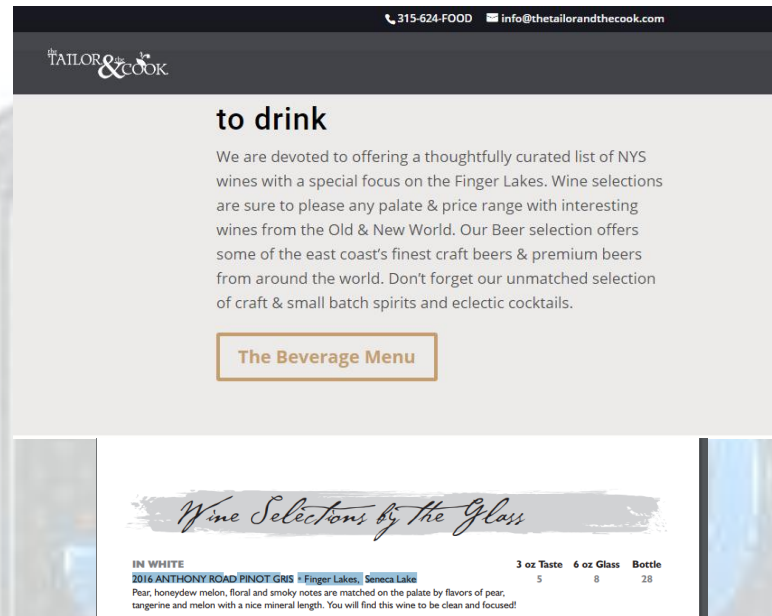 315-624-FOOD info@thetailorandthecook.com
the TAILOR & the COOK
to drink
We are devoted to offering a thoughtfully curated list of NYS
wines with a special focus on the Finger Lakes. Wine selections
are sure to please any palate & price range with interesting
wines from the Old & New World. Our Beer selection offers
some of the east coast's finest craft beers & premium beers
from around the world. Don't forget our unmatched selection
of craft & small batch spirits and eclectic cocktails.
The Beverage Menu
Wine Selections by the Glass
IN WHITE 3 oz Taste 6 oz Glass Bottle
2016 ANTHONY ROAD PINOT GRIS * Finger Lakes, Seneca Lake 5 8 28
Pear, honeydew melon, floral and smoky notes are matched on the palate by flavors of pear,
tangerine and melon with a nice mineral length. You will find this wine to be clean and focused!